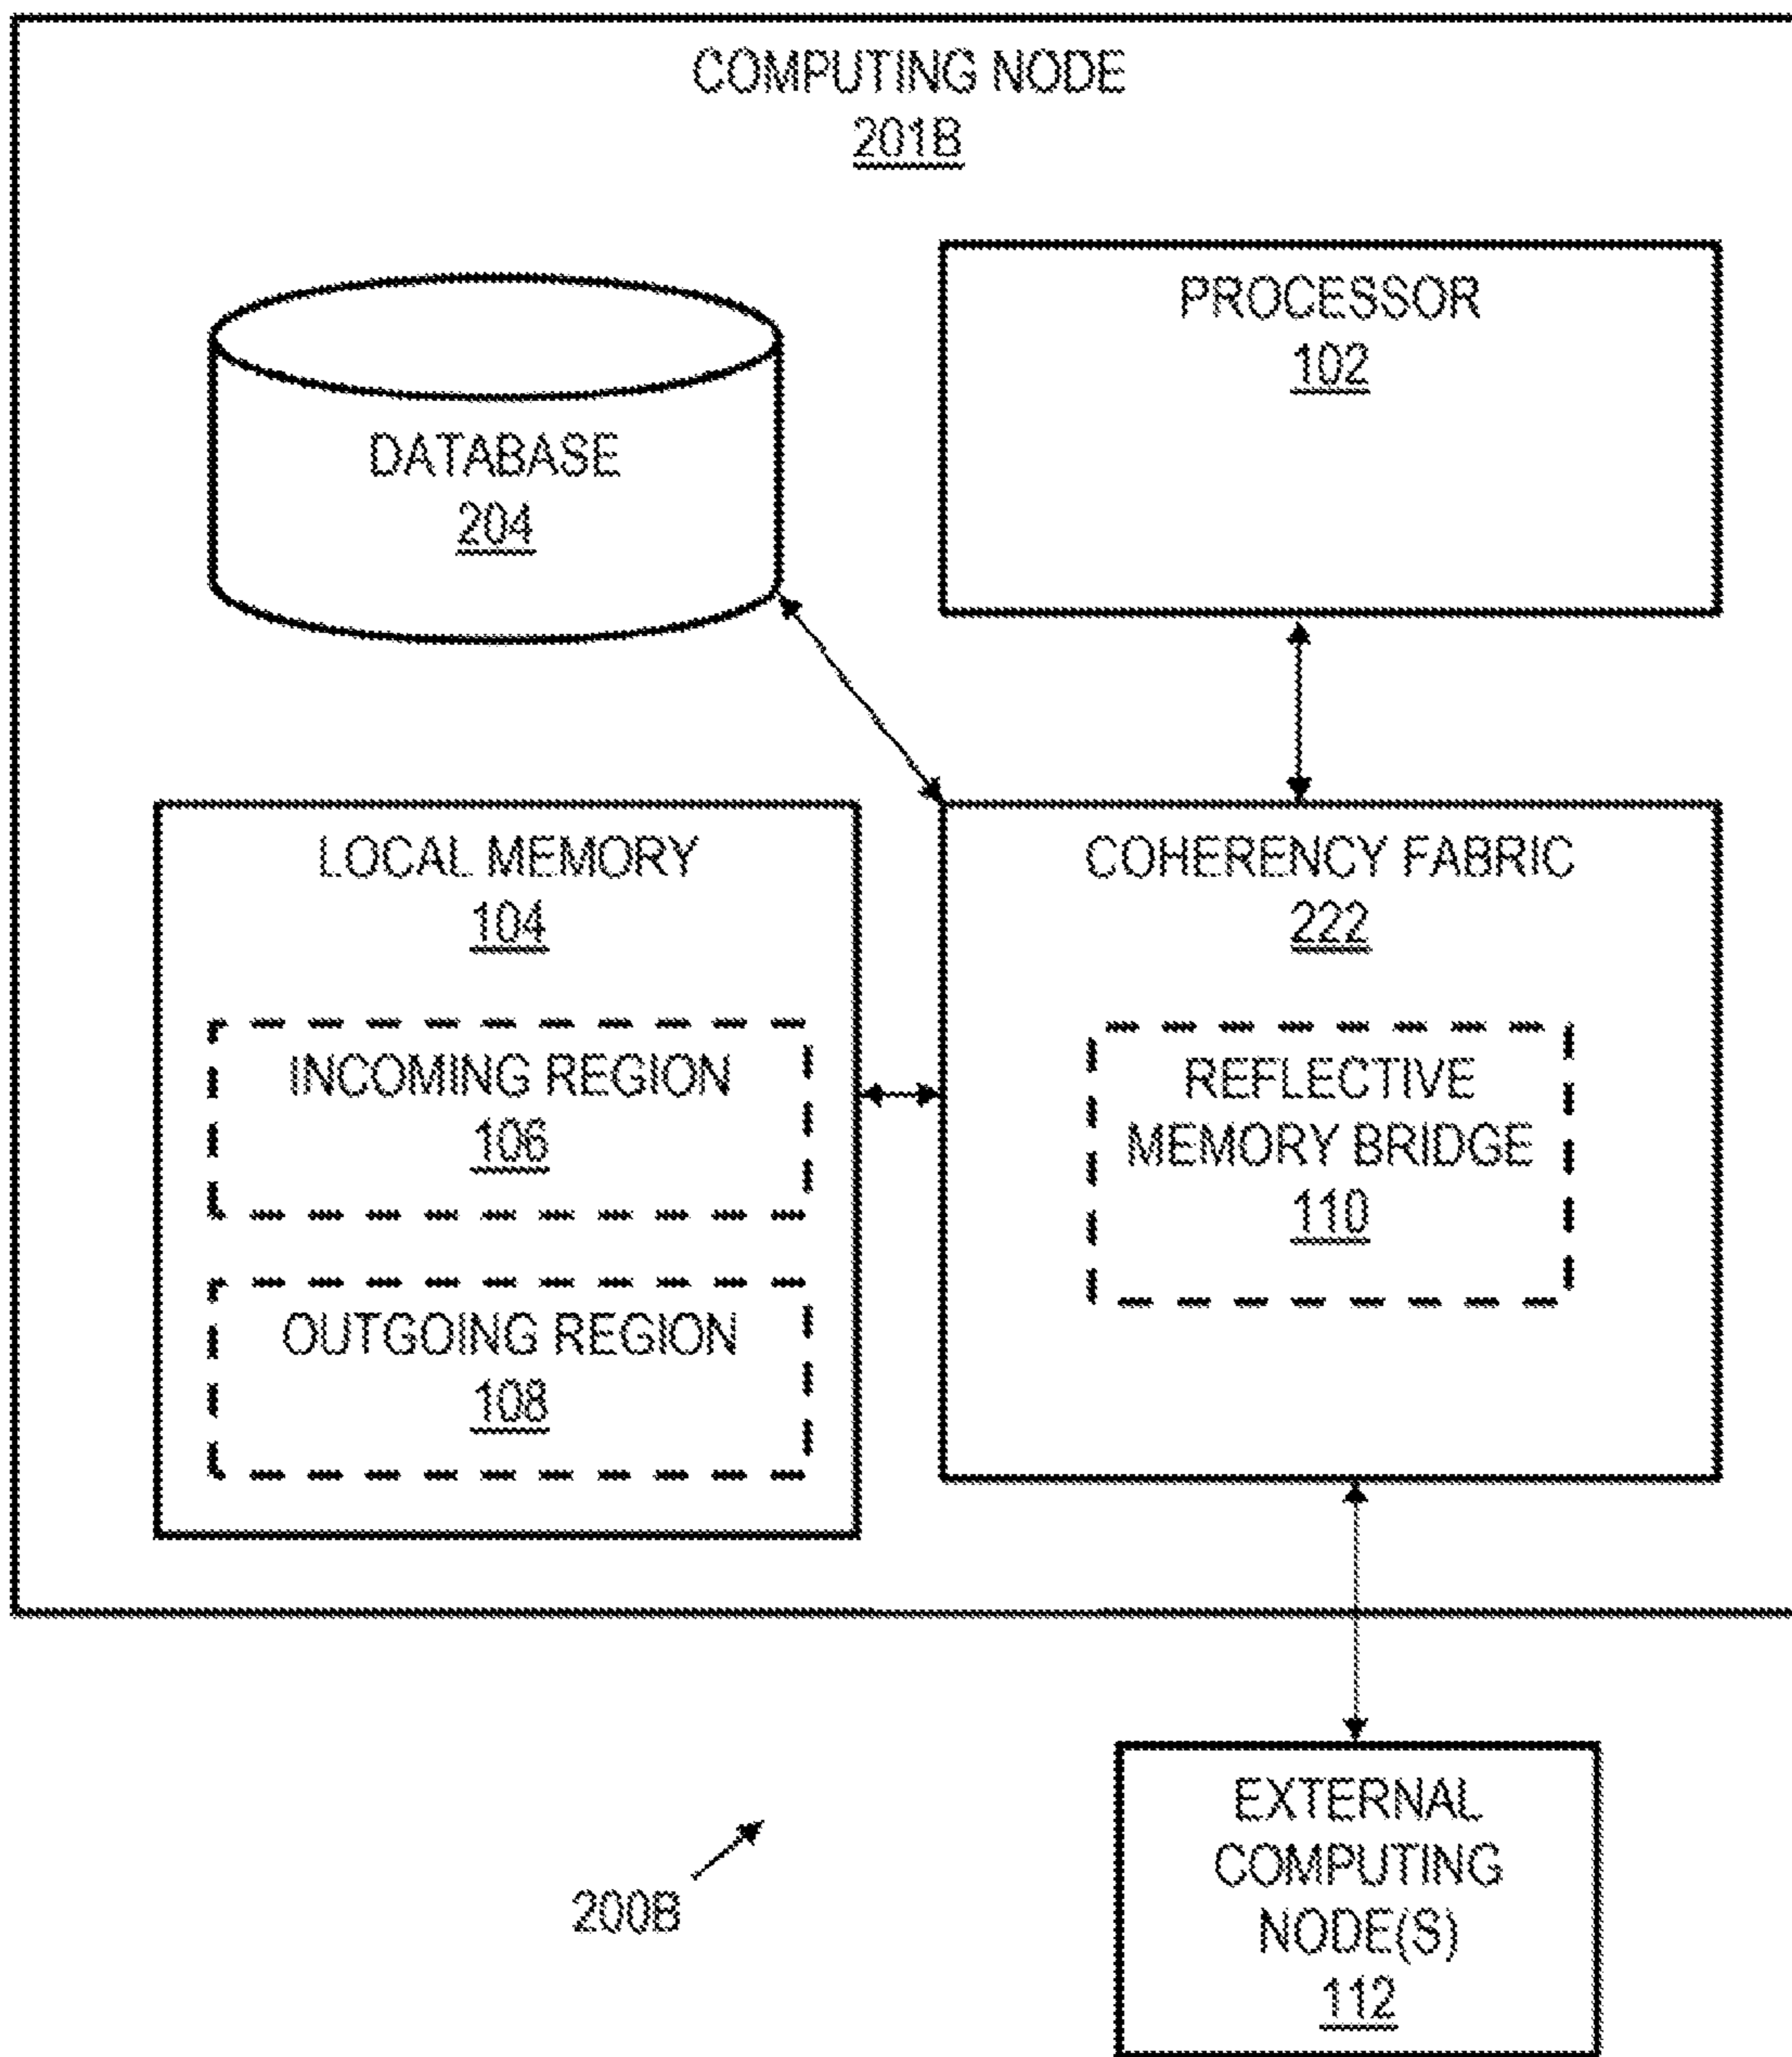 COMPUTING NODE
201B
DATABASE
204
PROCESSOR
102
LOCAL MEMORY
104
INCOMING REGION
106
OUTGOING REGION
108
COHERENCY FABRIC
222
REFLECTIVE
MEMORY BRIDGE
110
200B
EXTERNAL
COMPUTING
NODE(S)
112